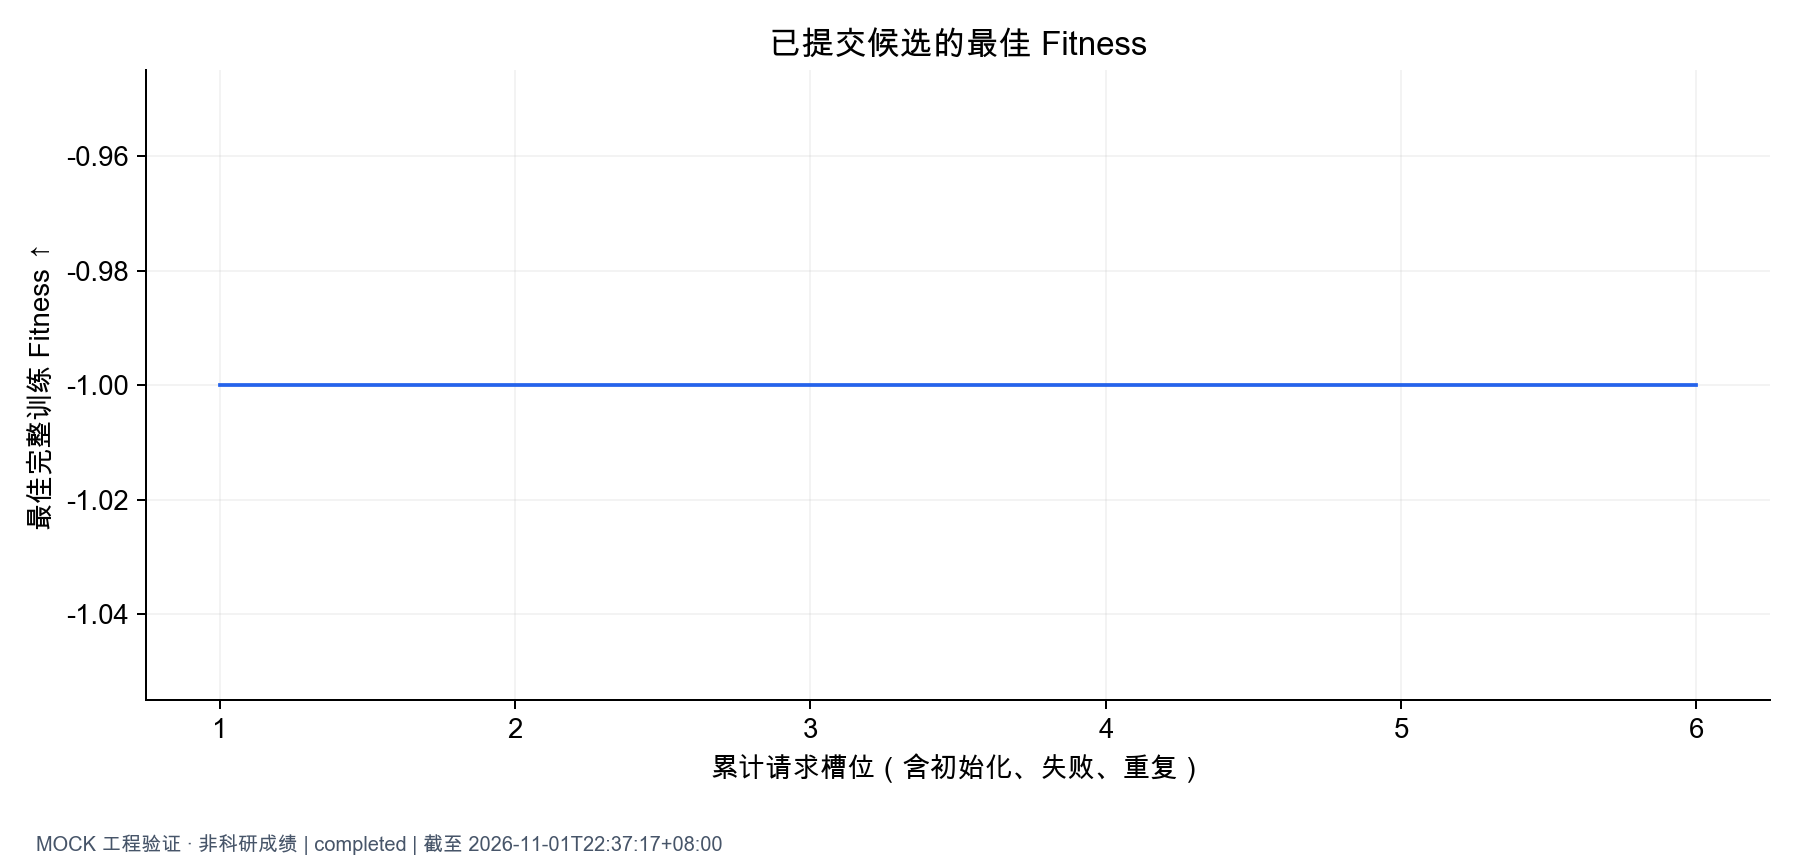 已提交候选的最佳 Fitness
最佳完整训练 Fitness ↑
-0.96
-0.98
-1.00
-1.02
-1.04
1 2 3 4 5 6
累计请求槽位（含初始化、失败、重复）
MOCK 工程验证 · 非科研成绩 | completed | 截至 2026-11-01T22:37:17+08:00